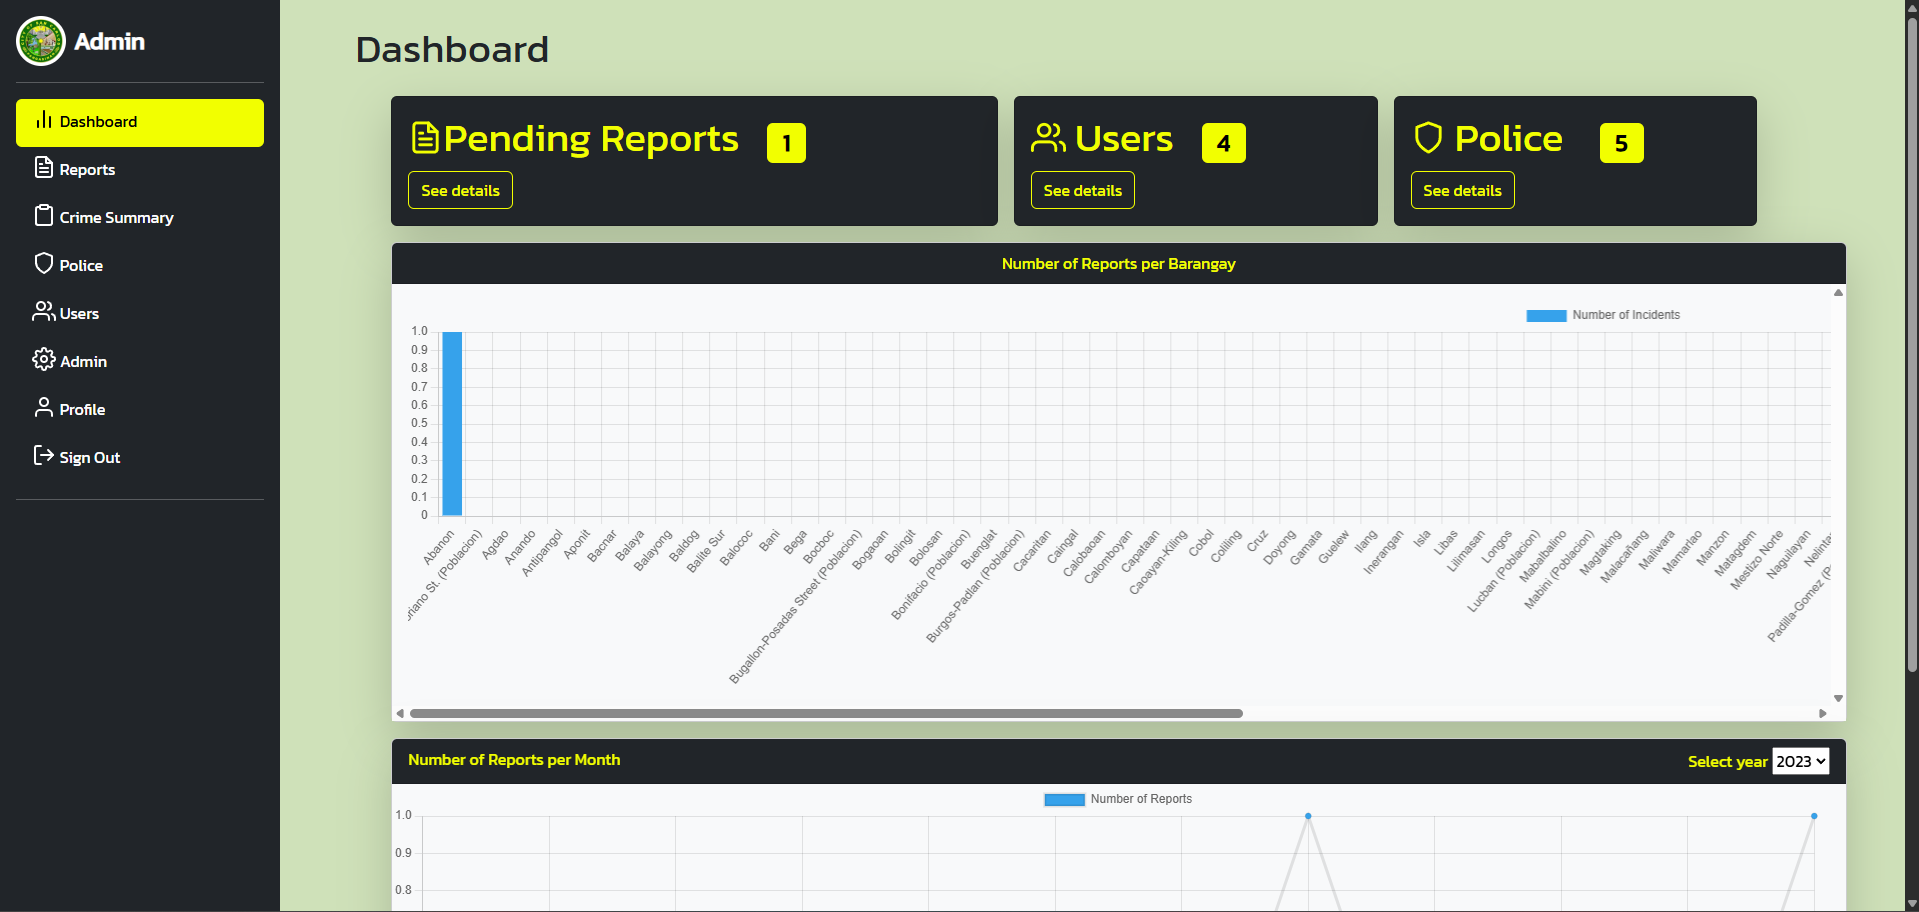 Admin
Dashboard
Reports
Crime Summary
Police
Users
Admin
Profile
Sign Out
Dashboard
Pending Reports 1
See details
Users 4
See details
Police 5
See details
Number of Reports per Barangay
Number of Incidents
1.0
0.9
0.8
0.7
0.6
0.5
0.4
0.3
0.2
0.1
0
Abanon
riano St. (Poblacion)
Agdao
Anando
Antipangol
Aponit
Bacnar
Balaya
Balayong
Baldog
Balite Sur
Balococ
Bani
Bega
Bocboc
Bugallon-Posadas Street (Poblacion)
Bogaoan
Bolingit
Bolosan
Bonifacio (Poblacion)
Buenglat
Burgos-Padlan (Poblacion)
Cacaritan
Caingal
Calobaoan
Calomboyan
Capataan
Caoayan-Kiling
Cobol
Coliling
Cruz
Doyong
Gamata
Guelew
Ilang
Inerangan
Isla
Libas
Lilimasan
Longos
Lucban (Poblacion)
Mabalbalino
Mabini (Poblacion)
Magtaking
Malacañang
Maliwara
Mamarlao
Manzon
Matagdem
Mestizo Norte
Naguilayan
Nelinta
Padilla-Gomez (P
Number of Reports per Month
Select year 2023
Number of Reports
1.0
0.9
0.8